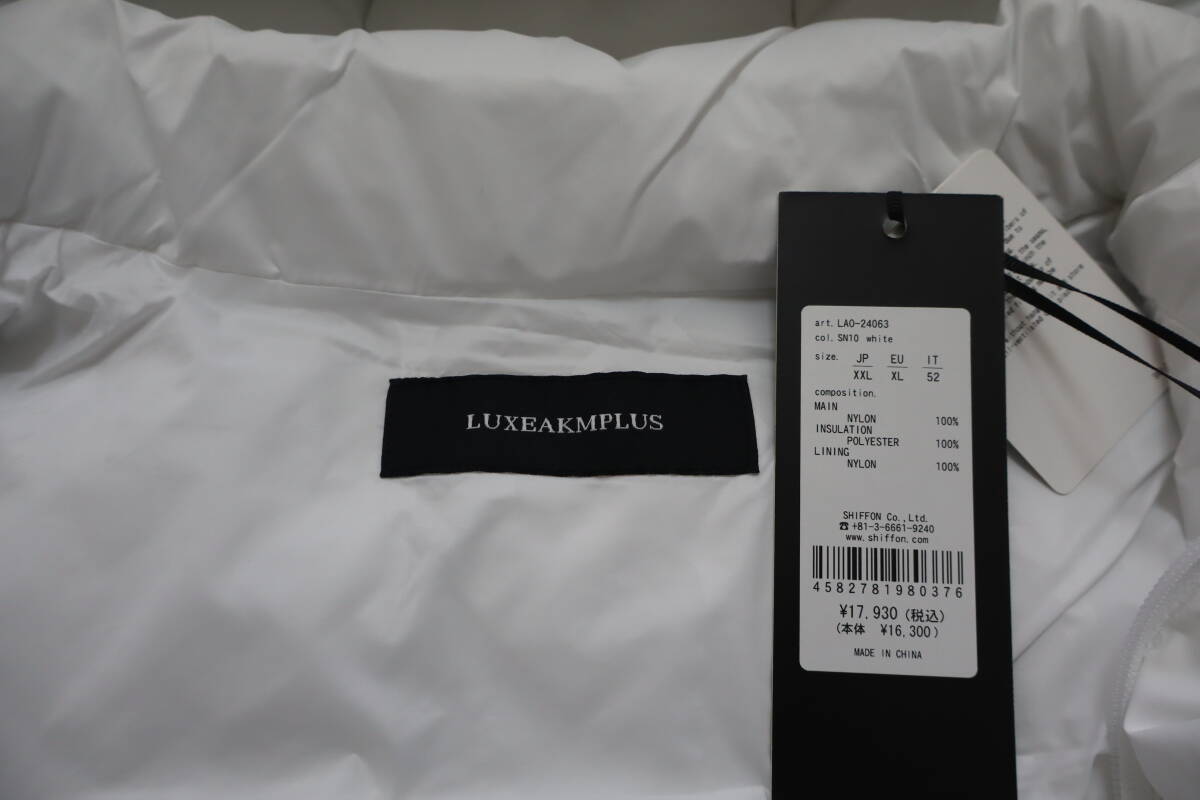 LUXEAKMPLUS
art. LAO-24063
col. SN10 white
size. JP EU IT
XXL XL 52
composition.
MAIN
NYLON 100%
INSULATION
POLYESTER 100%
LINING
NYLON 100%
SHIFFON Co.,Ltd.
☎ +81-3-6661-9240
www.shiffon.com
4582781980376
¥17,930 (税込)
(本体 ¥16,300)
MADE IN CHINA